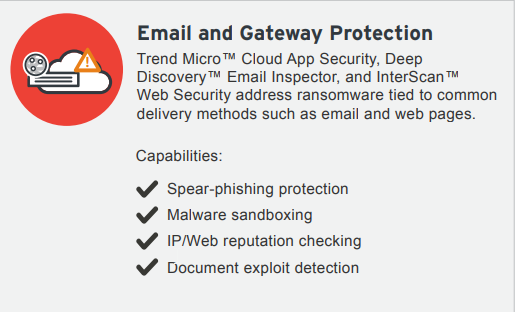 Email and Gateway Protection
Trend Micro™ Cloud App Security, Deep
Discovery™ Email Inspector, and InterScan™
Web Security address ransomware tied to common
delivery methods such as email and web pages.
Capabilities:
Spear-phishing protection
Malware sandboxing
IP/Web reputation checking
Document exploit detection